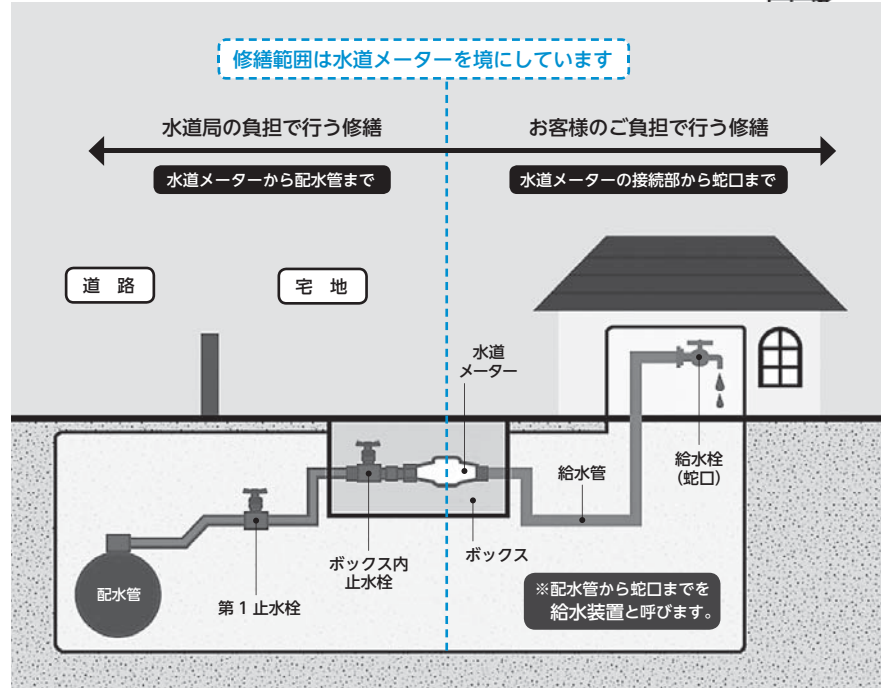 修繕範囲は水道メーターを境にしています
水道局の負担で行う修繕
お客様のご負担で行う修繕
水道メーターから配水管まで
水道メーターの接続部から蛇口まで
道 路
宅 地
水道
メーター
給水管
給水栓
(蛇口)
ボックス
ボックス内
止水栓
第1止水栓
配水管
※配水管から蛇口までを
給水装置と呼びます。